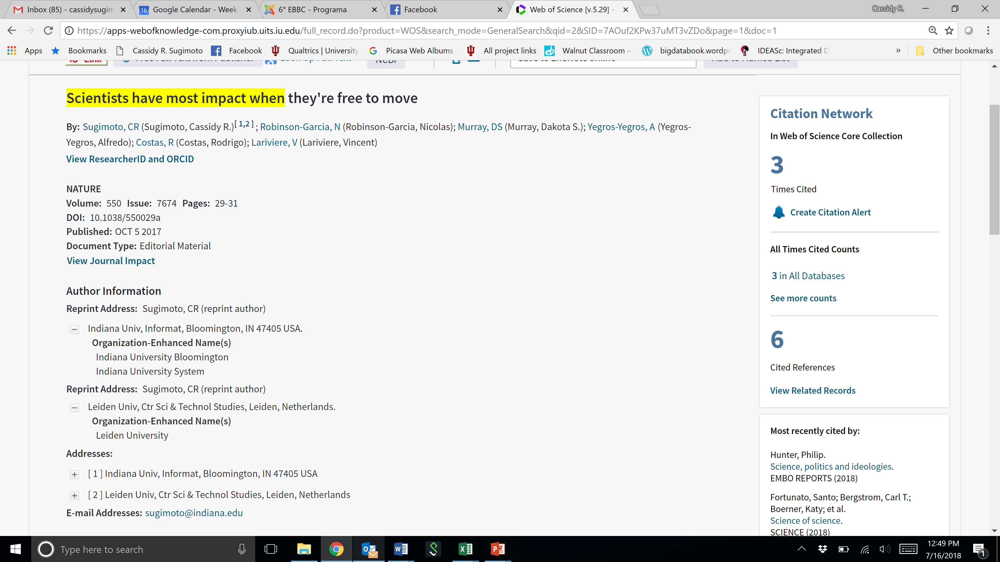 Inbox (85) - cassidysugim
Google Calendar - Week
6° EBBC - Programa
Facebook
Web of Science [v.5.29] -
Cassidy R.
https://apps-webofknowledge-com.proxyiub.uits.iu.edu/full_record.do?product=WOS&search_mode=GeneralSearch&qid=2&SID=7AOuf2KPw37uMT3vZDo&page=1&doc=1
Apps Bookmarks Cassidy R. Sugimoto Facebook Qualtrics | University Picasa Web Albums - All project links Walnut Classroom – bigdatabook.wordpr IDEASc: Integrated D » Other bookmarks
Scientists have most impact when they're free to move
By: Sugimoto, CR (Sugimoto, Cassidy R.)[ 1,2 ] ; Robinson-Garcia, N (Robinson-Garcia, Nicolas); Murray, DS (Murray, Dakota S.); Yegros-Yegros, A (Yegros-
Yegros, Alfredo); Costas, R (Costas, Rodrigo); Lariviere, V (Lariviere, Vincent)
View ResearcherID and ORCID
NATURE
Volume: 550 Issue: 7674 Pages: 29-31
DOI: 10.1038/550029a
Published: OCT 5 2017
Document Type: Editorial Material
View Journal Impact
Author Information
Reprint Address: Sugimoto, CR (reprint author)
Indiana Univ, Informat, Bloomington, IN 47405 USA.
Organization-Enhanced Name(s)
Indiana University Bloomington
Indiana University System
Reprint Address: Sugimoto, CR (reprint author)
Leiden Univ, Ctr Sci & Technol Studies, Leiden, Netherlands.
Organization-Enhanced Name(s)
Leiden University
Addresses:
[ 1 ] Indiana Univ, Informat, Bloomington, IN 47405 USA
[ 2 ] Leiden Univ, Ctr Sci & Technol Studies, Leiden, Netherlands
E-mail Addresses: sugimoto@indiana.edu
Citation Network
In Web of Science Core Collection
3
Times Cited
Create Citation Alert
All Times Cited Counts
3 in All Databases
See more counts
6
Cited References
View Related Records
Most recently cited by:
Hunter, Philip.
Science, politics and ideologies.
EMBO REPORTS (2018)
Fortunato, Santo; Bergstrom, Carl T.;
Boerner, Katy; et al.
Science of science.
SCIENCE (2018)
Type here to search
12:49 PM
7/16/2018
1